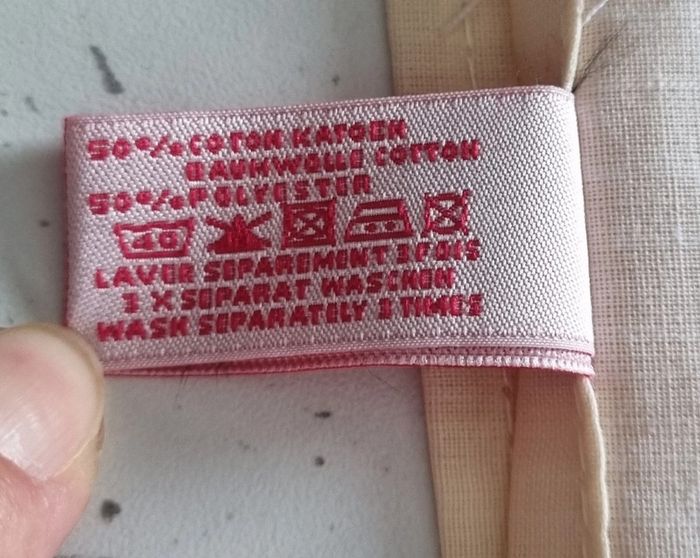 50% COTON KATOEN
BAUMWOLLE COTTON
50% POLYESTER
40
LAVER SEPAREMENT 3 FOIS
3 X SEPARAT WASCHEN
WASH SEPARATELY 3 TIMES